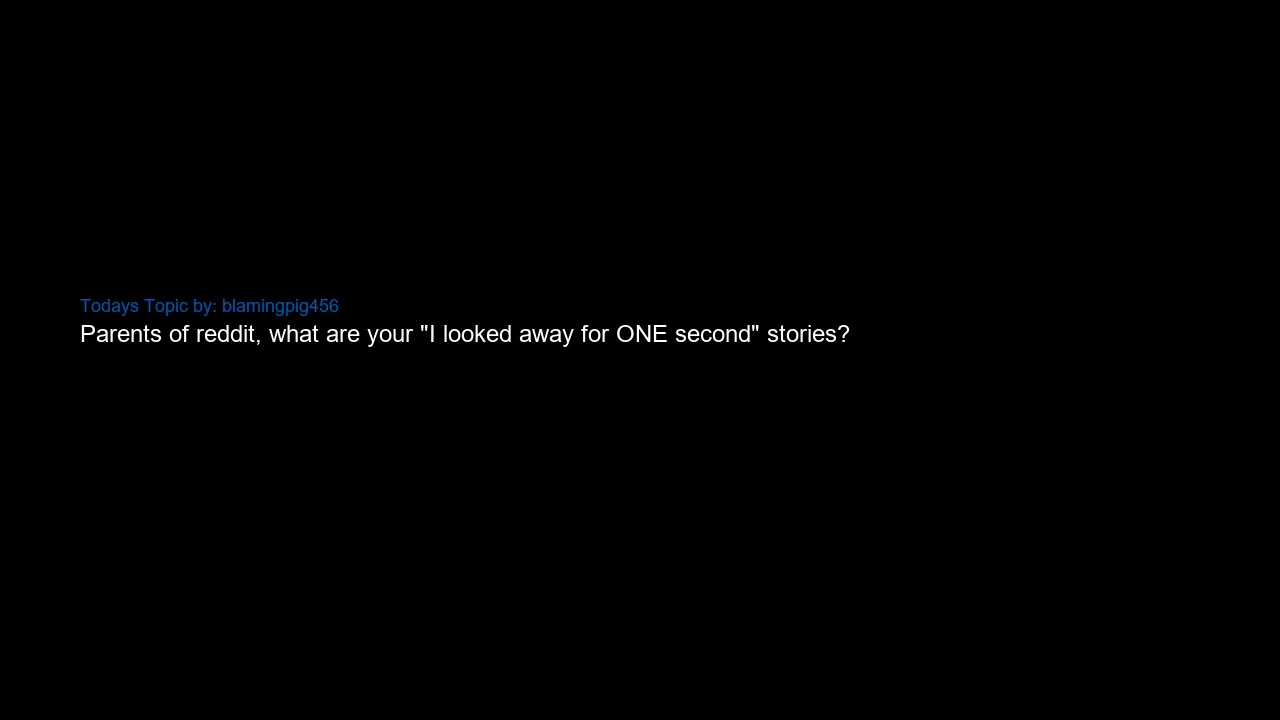 Todays Topic by: blamingpig456
Parents of reddit, what are your "I looked away for ONE second" stories?